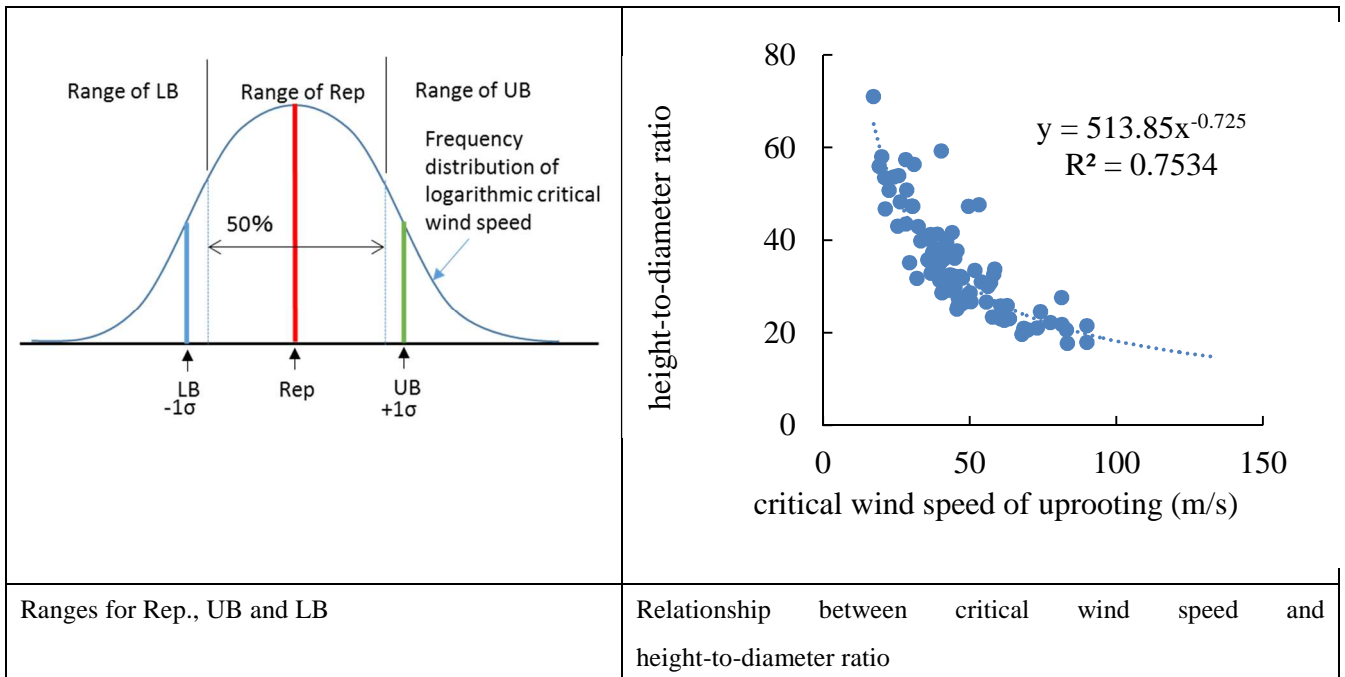 Range of LB
Range of Rep
Range of UB
Frequency
distribution of
logarithmic critical
wind speed
50%
LB
-1σ
Rep
UB
+1σ
80
60
40
20
0
0 50 100 150
height-to-diameter ratio
y = 513.85x^-0.725
R² = 0.7534
critical wind speed of uprooting (m/s)
Ranges for Rep., UB and LB
Relationship between critical wind speed and
height-to-diameter ratio